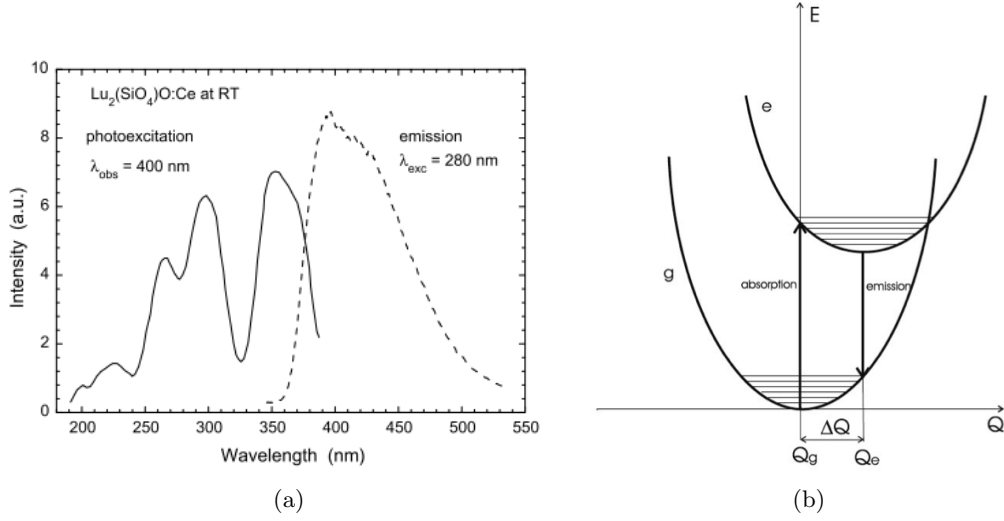 10
8
6
4
2
0
Intensity (a.u.)
Lu₂(SiO₄)O:Ce at RT
photoexcitation
λobs = 400 nm
emission
λexc = 280 nm
200 250 300 350 400 450 500 550
Wavelength (nm)
(a)
E
e
g
absorption
emission
Q
ΔQ
Qg Qe
(b)